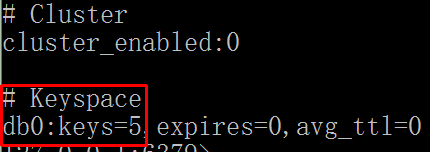 # Cluster
cluster_enabled:0
# Keyspace
db0:keys=5,expires=0,avg_ttl=0